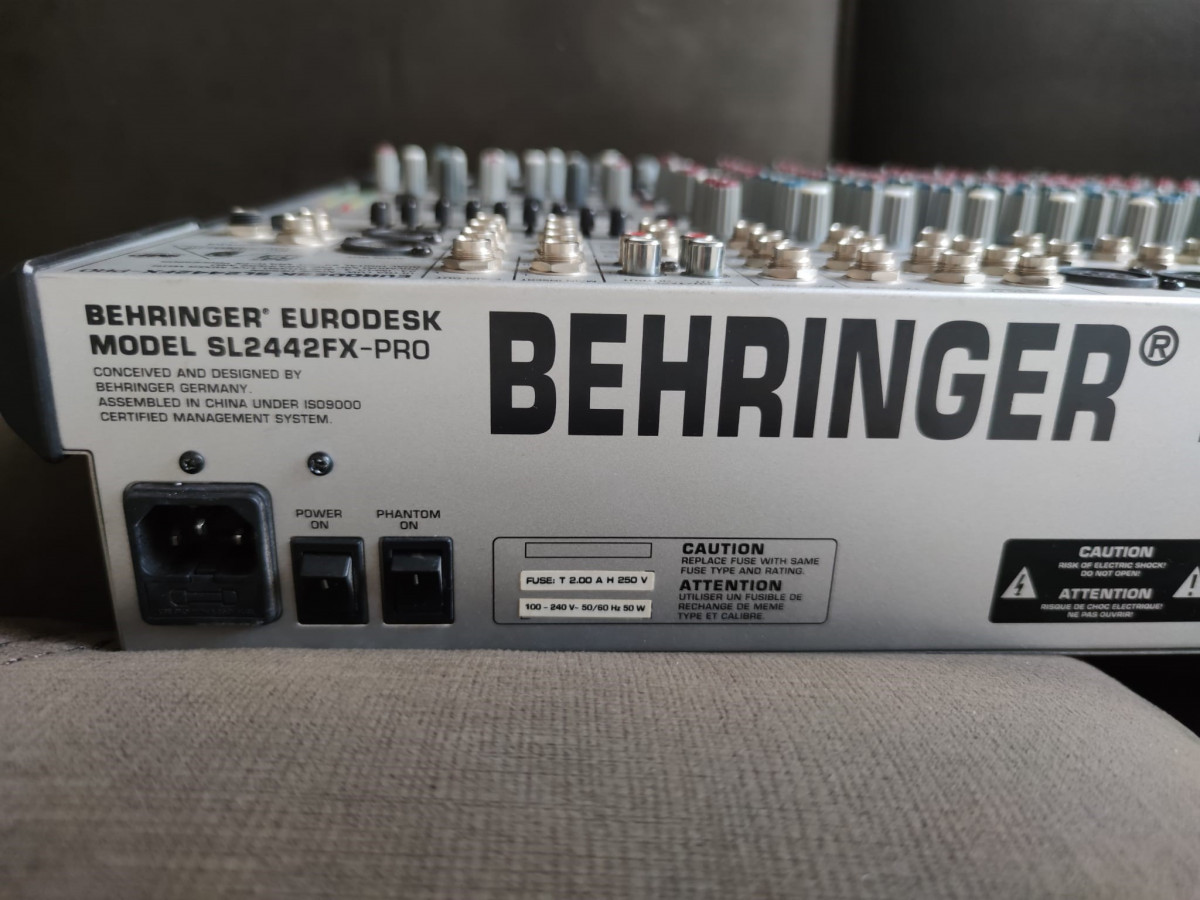 BEHRINGER® EURODESK
MODEL SL2442FX-PRO
CONCEIVED AND DESIGNED BY
BEHRINGER GERMANY.
ASSEMBLED IN CHINA UNDER ISO9000
CERTIFIED MANAGEMENT SYSTEM.
BEHRINGER®
POWER
ON
PHANTOM
ON
FUSE: T 2.00 A H 250 V
100 - 240 V~ 50/60 Hz 50 W
CAUTION
REPLACE FUSE WITH SAME
FUSE TYPE AND RATING.
ATTENTION
UTILISER UN FUSIBLE DE
RECHANGE DE MEME
TYPE ET CALIBRE.
CAUTION
RISK OF ELECTRIC SHOCK!
DO NOT OPEN!
ATTENTION
RISQUE DE CHOC ELECTRIQUE!
NE PAS OUVRIR!